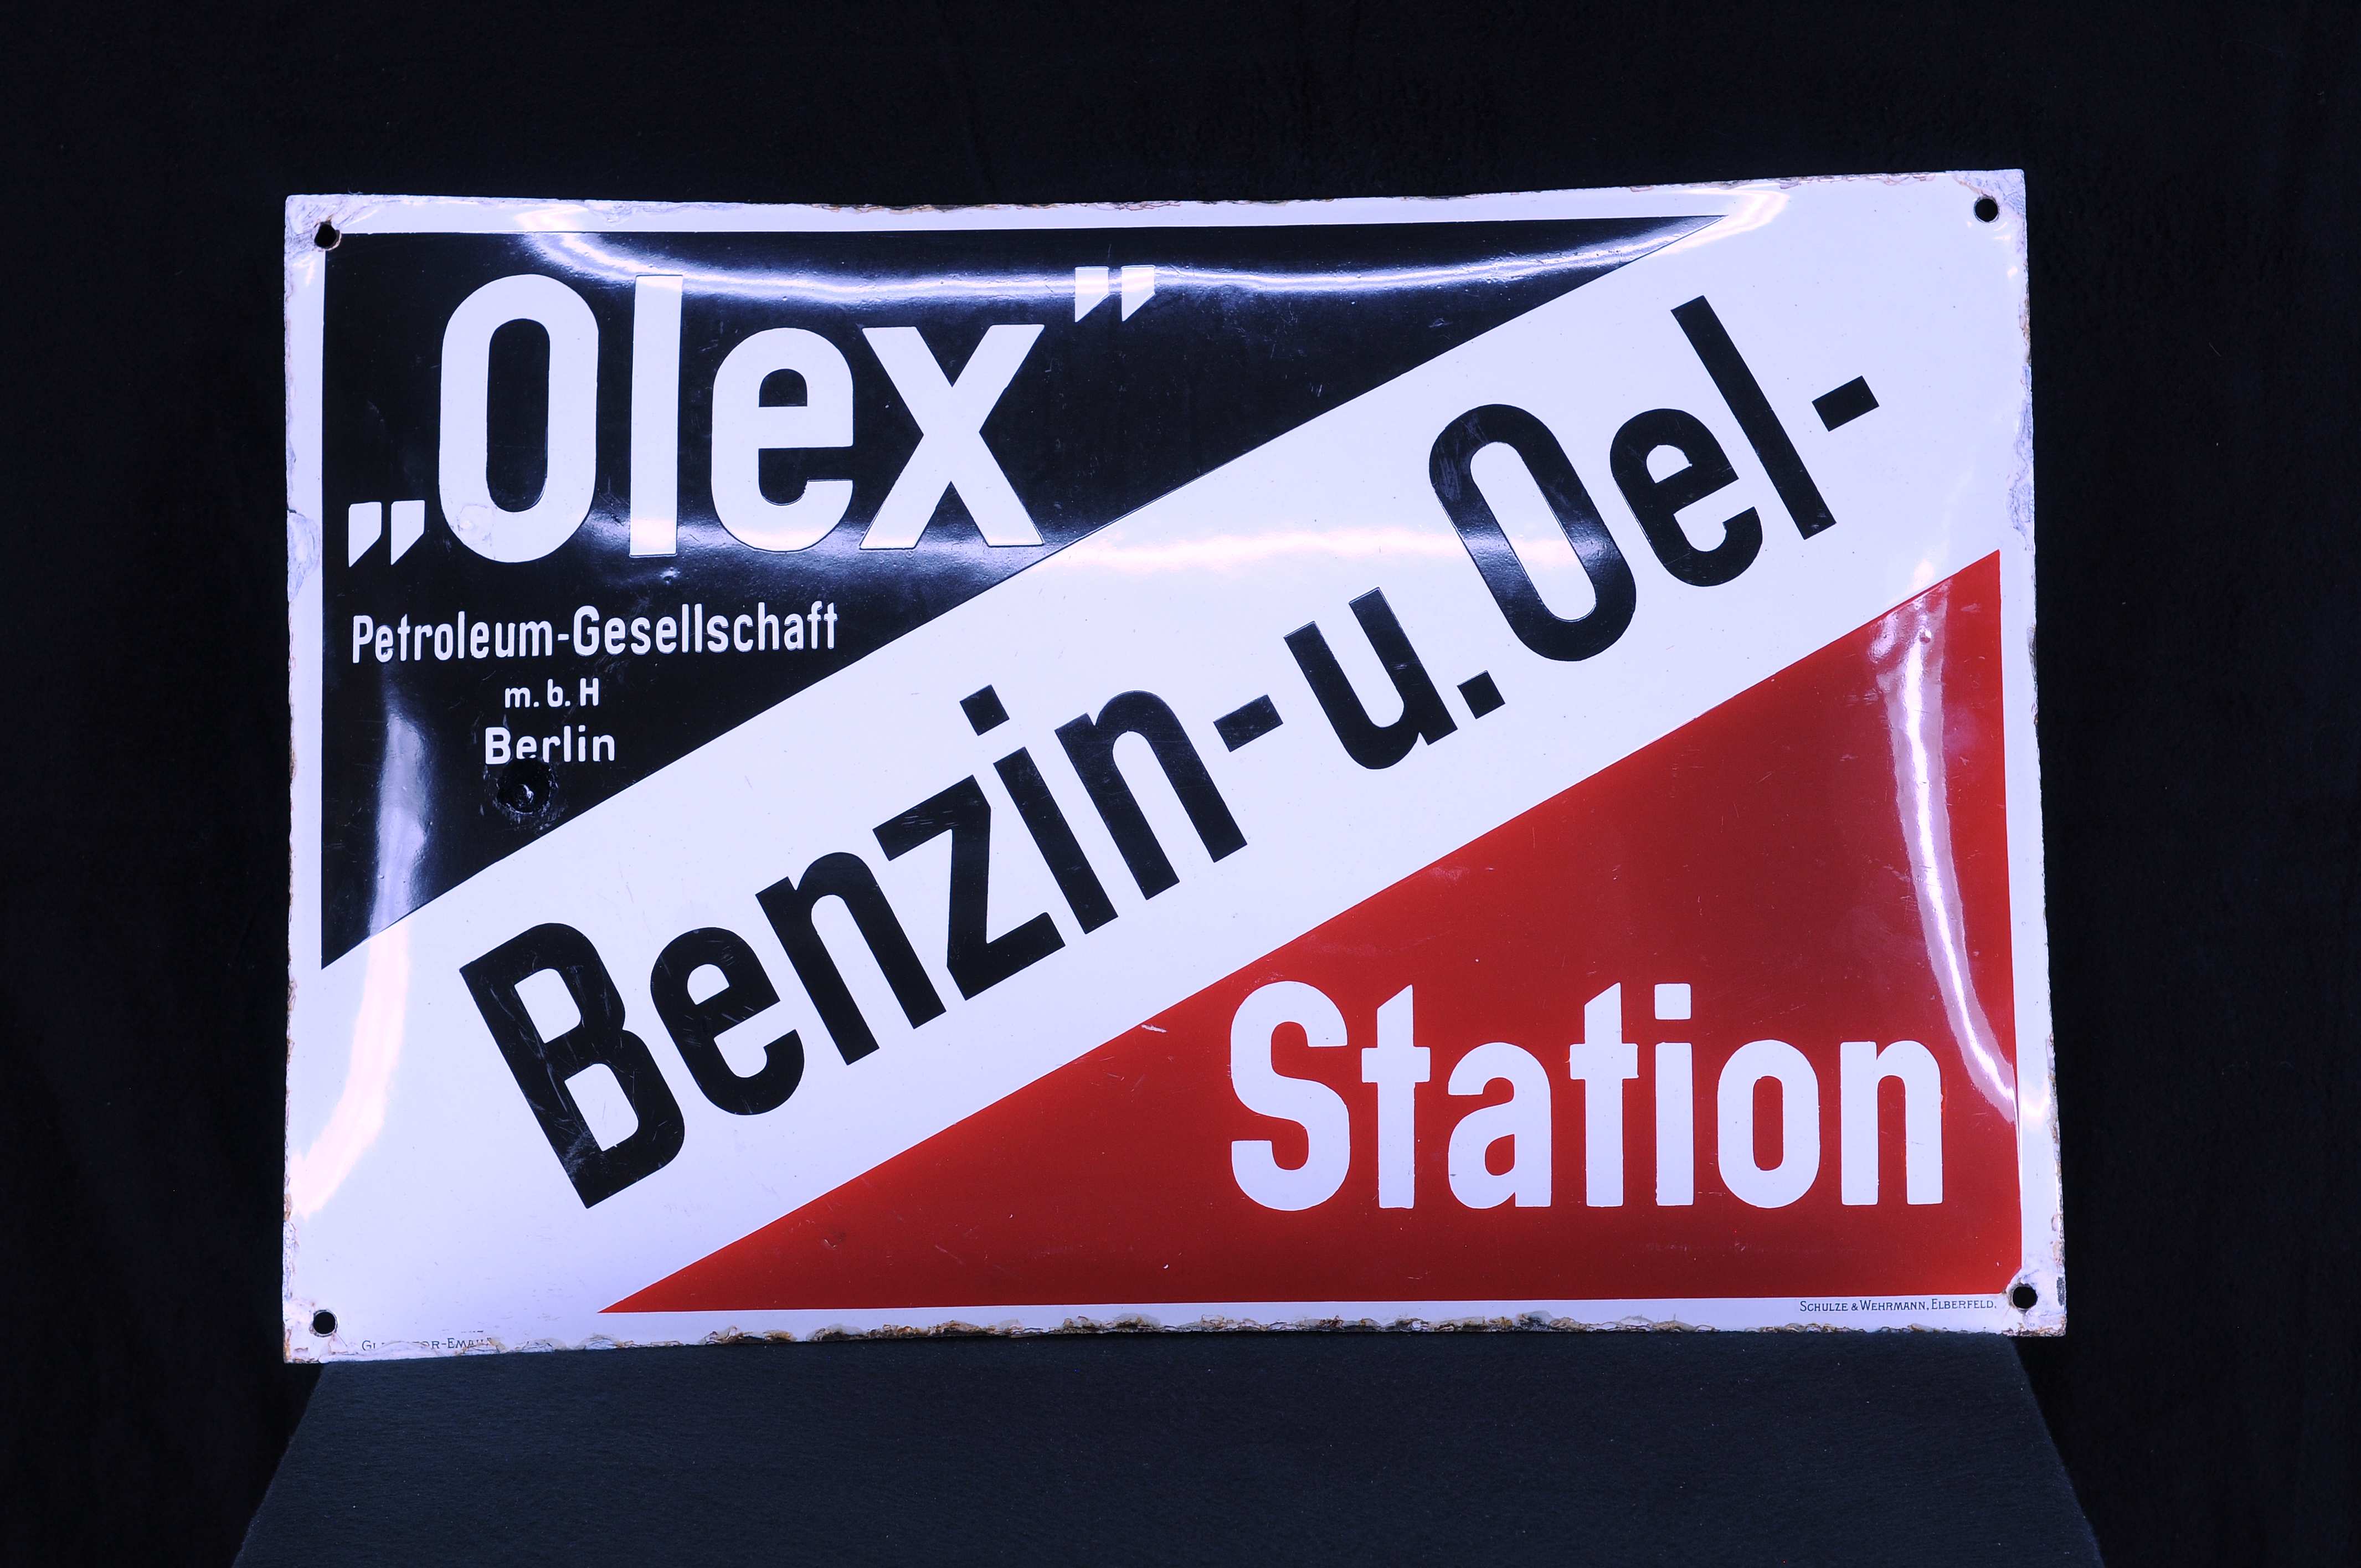 „Olex"
Petroleum-Gesellschaft
m.b.H
Berlin
Benzin- u. Oel-
Station
SCHULZE & WEHRMANN, ELBERFELD.